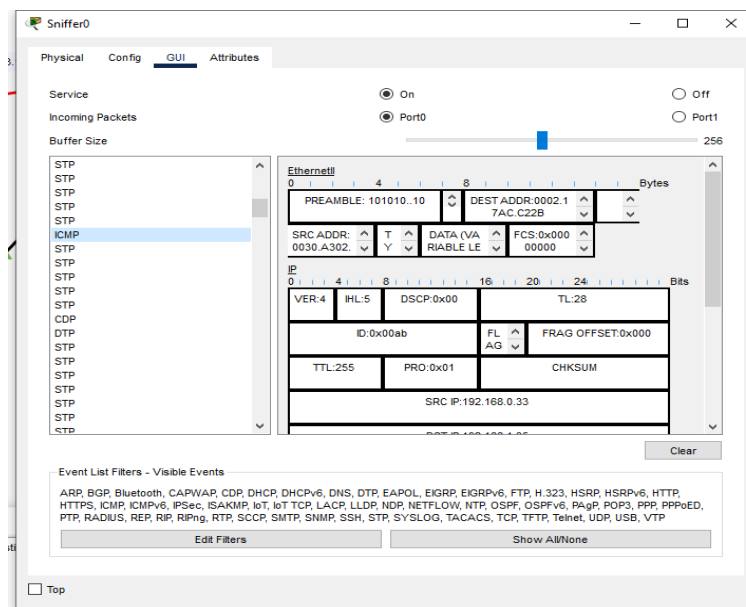 Sniffer0
Physical Config GUI Attributes
Service On Off
Incoming Packets Port0 Port1
Buffer Size 256
STP
STP
STP
STP
STP
ICMP
STP
STP
STP
STP
STP
CDP
DTP
STP
STP
STP
STP
STP
STP
STP
EthernetII
0 4 8 Bytes
PREAMBLE: 101010..10
DEST ADDR:0002.1
7AC.C22B
SRC ADDR:
0030.A302.
T
Y
DATA (VA
RIABLE LE
FCS:0x000
00000
IP
0 4 8 16 20 24 Bits
VER:4 IHL:5 DSCP:0x00 TL:28
ID:0x00ab FL
AG
FRAG OFFSET:0x000
TTL:255 PRO:0x01 CHKSUM
SRC IP:192.168.0.33
Clear
Event List Filters - Visible Events
ARP, BGP, Bluetooth, CAPWAP, CDP, DHCP, DHCPv6, DNS, DTP, EAPOL, EIGRP, EIGRPv6, FTP, H.323, HSRP, HSRPv6, HTTP,
HTTPS, ICMP, ICMPv6, IPSec, ISAKMP, IoT, IoT TCP, LACP, LLDP, NDP, NETFLOW, NTP, OSPF, OSPFv6, PAgP, POP3, PPP, PPPoED,
PTP, RADIUS, REP, RIP, RIPng, RTP, SCCP, SMTP, SNMP, SSH, STP, SYSLOG, TACACS, TCP, TFTP, Telnet, UDP, USB, VTP
Edit Filters Show All/None
Top